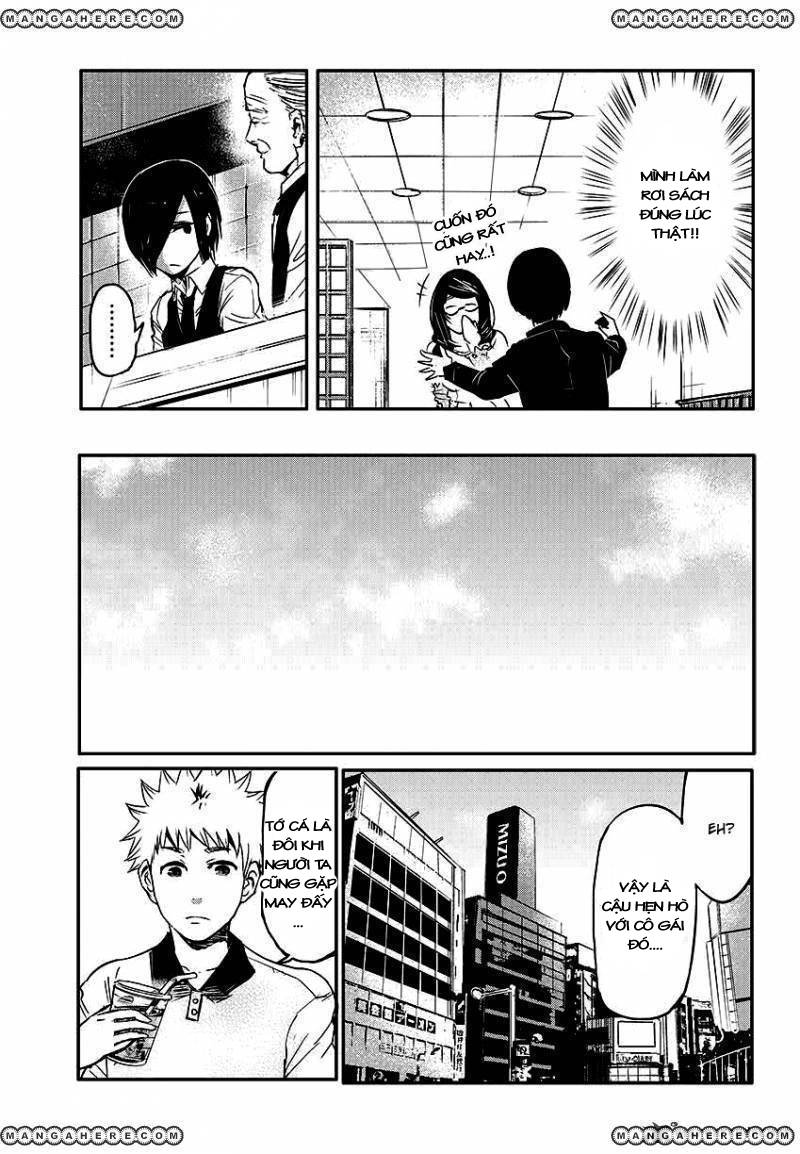 MANGAHERE.COM
MANGAHERE.COM
MÌNH LÀM
RƠI SÁCH
ĐÚNG LÚC
THẬT!!
CUỐN ĐÓ
CŨNG RẤT
HAY..!
........
EH?
VẬY LÀ
CẬU HẸN HÒ
VỚI CÔ GÁI
ĐÓ....
MIZUO
TỚ CÁ LÀ
ĐÔI KHI
NGƯỜI TA
CŨNG GẶP
MAY ĐẤY
...
MANGAHERE.COM
MANGAHERE.COM